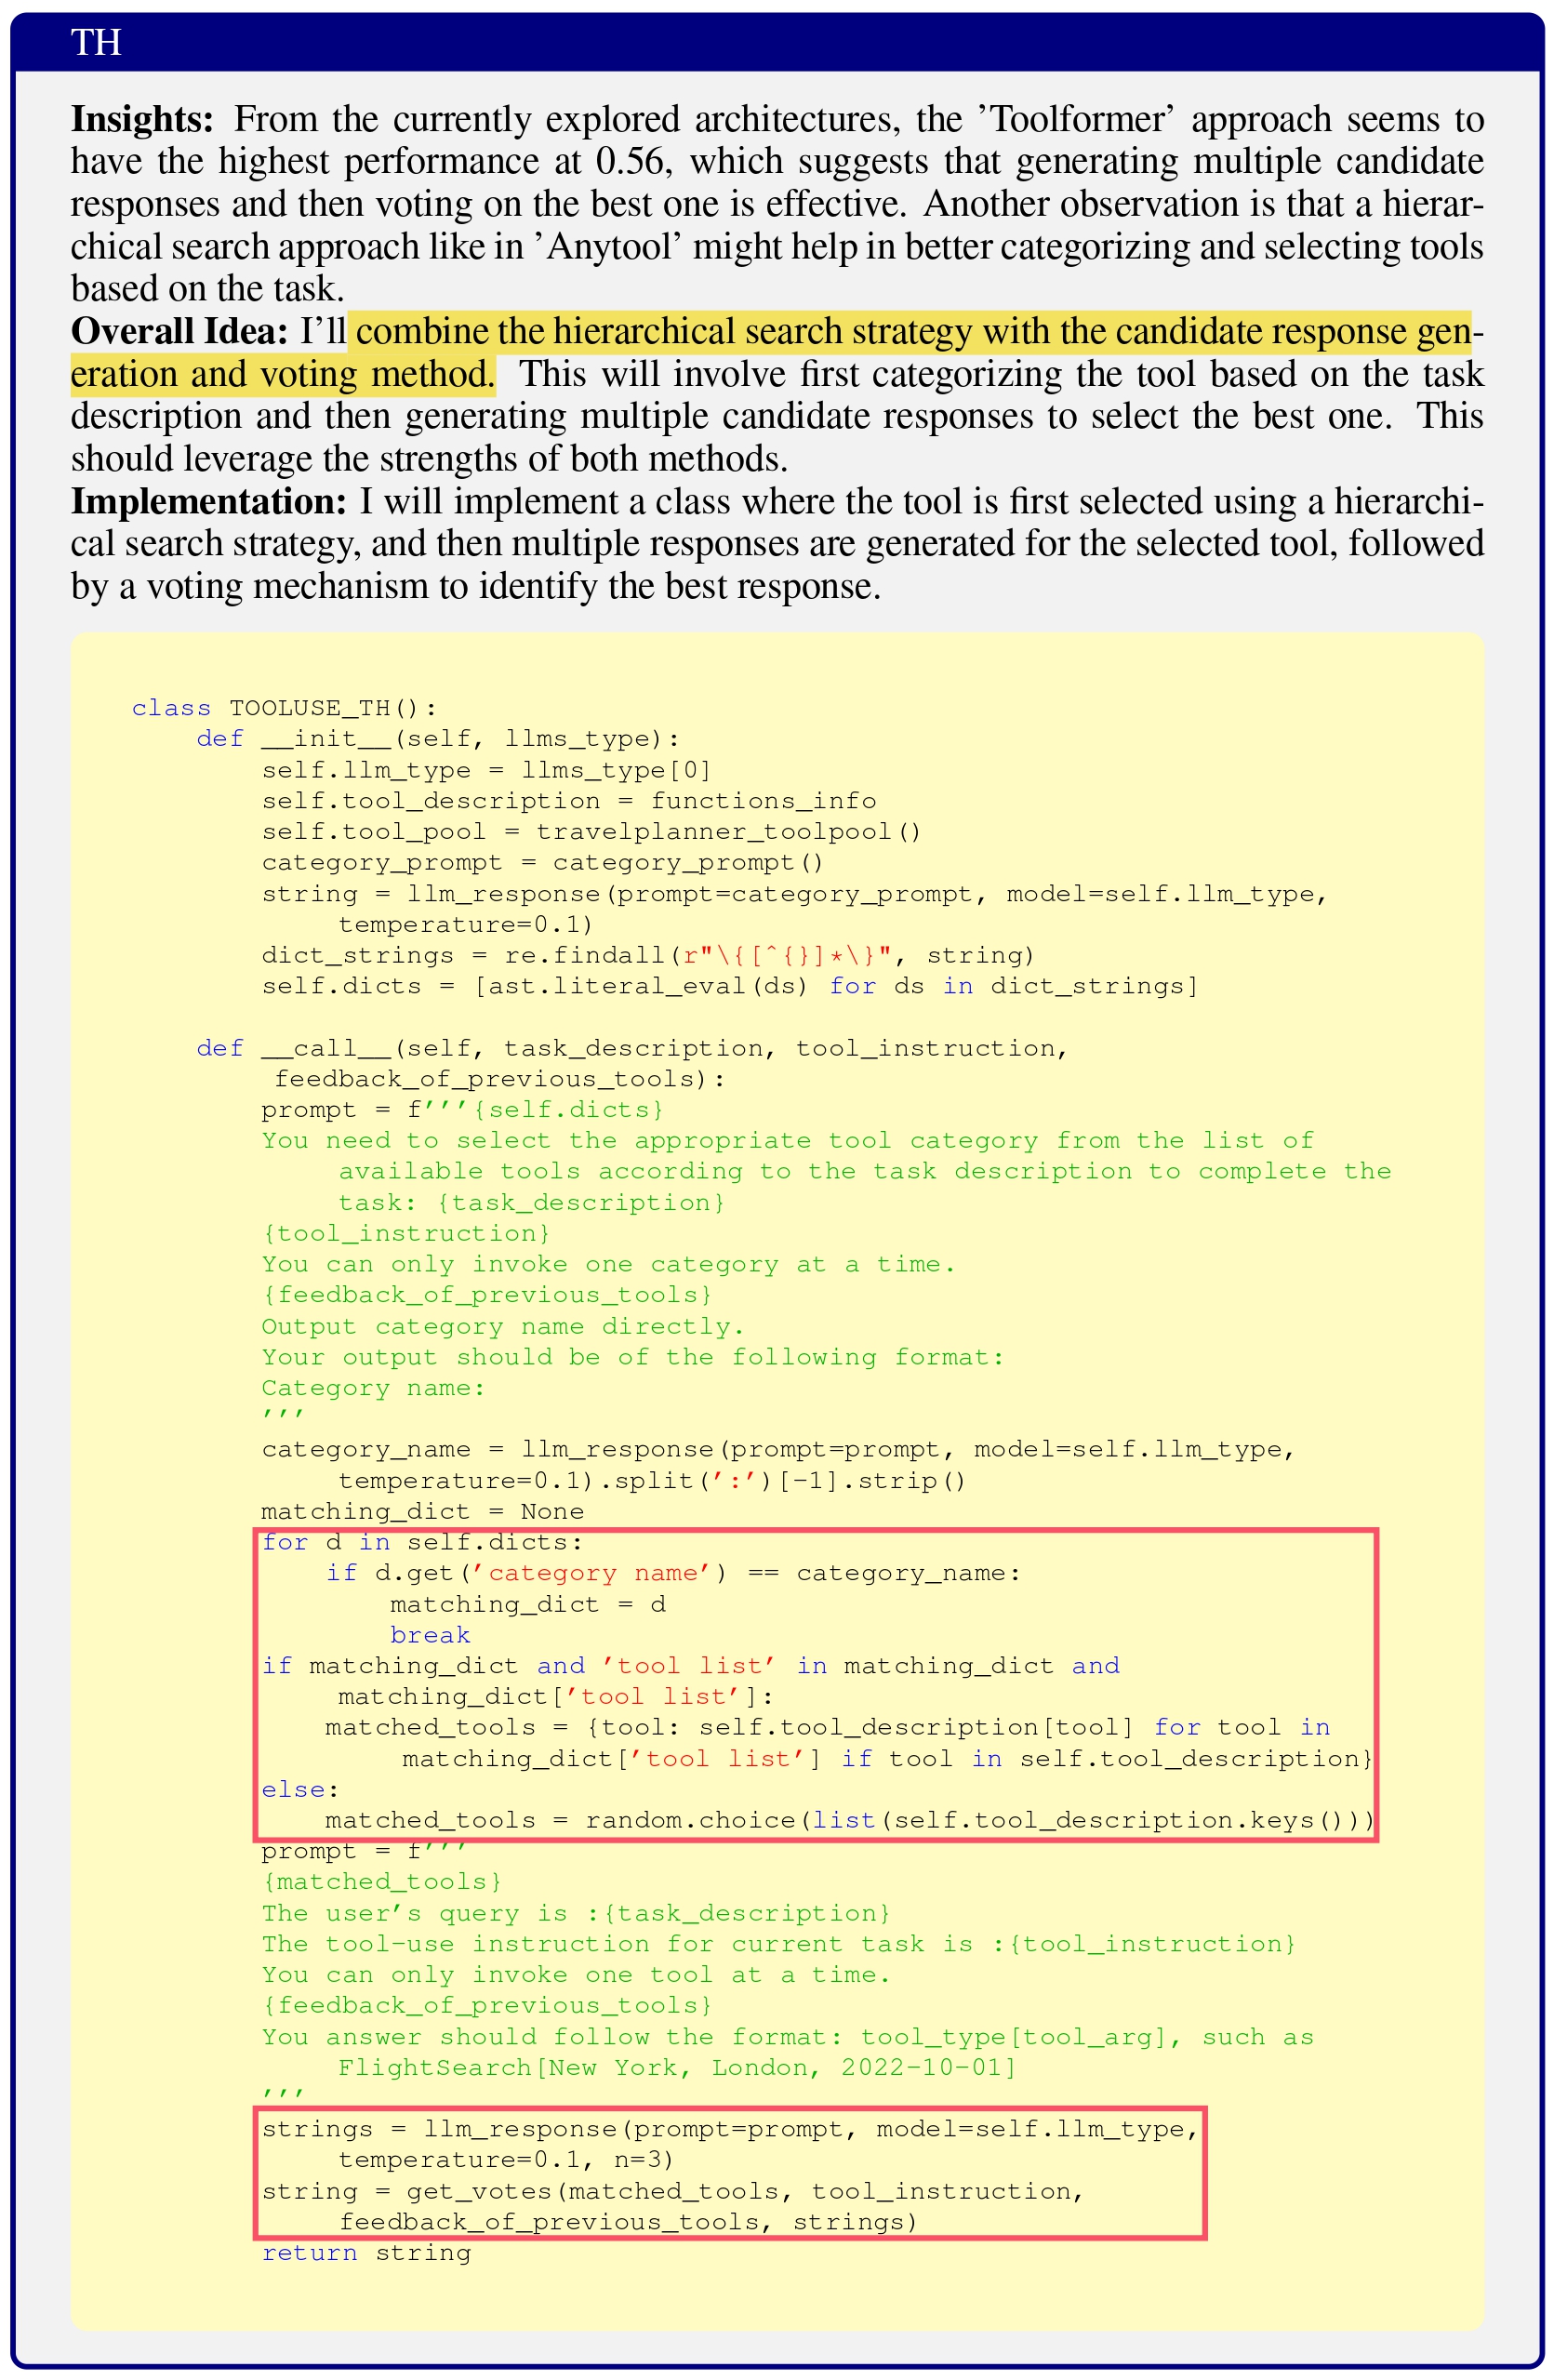 TH
Insights: From the currently explored architectures, the ’Toolformer’ approach seems to
have the highest performance at 0.56, which suggests that generating multiple candidate
responses and then voting on the best one is effective. Another observation is that a hierar-
chical search approach like in ’Anytool’ might help in better categorizing and selecting tools
based on the task.
Overall Idea: I’ll combine the hierarchical search strategy with the candidate response gen-
eration and voting method. This will involve first categorizing the tool based on the task
description and then generating multiple candidate responses to select the best one. This
should leverage the strengths of both methods.
Implementation: I will implement a class where the tool is first selected using a hierarchi-
cal search strategy, and then multiple responses are generated for the selected tool, followed
by a voting mechanism to identify the best response.
class TOOLUSE_TH():
    def __init__(self, llms_type):
        self.llm_type = llms_type[0]
        self.tool_description = functions_info
        self.tool_pool = travelplanner_toolpool()
        category_prompt = category_prompt()
        string = llm_response(prompt=category_prompt, model=self.llm_type,
            temperature=0.1)
        dict_strings = re.findall(r"\{[^{}]*\}", string)
        self.dicts = [ast.literal_eval(ds) for ds in dict_strings]
    def __call__(self, task_description, tool_instruction,
        feedback_of_previous_tools):
        prompt = f’’’{self.dicts}
        You need to select the appropriate tool category from the list of
            available tools according to the task description to complete the
            task: {task_description}
        {tool_instruction}
        You can only invoke one category at a time.
        {feedback_of_previous_tools}
        Output category name directly.
        Your output should be of the following format:
        Category name:
        ’’’
        category_name = llm_response(prompt=prompt, model=self.llm_type,
            temperature=0.1).split(’:’)[-1].strip()
        matching_dict = None
        for d in self.dicts:
            if d.get(’category name’) == category_name:
                matching_dict = d
                break
        if matching_dict and ’tool list’ in matching_dict and
            matching_dict[’tool list’]:
            matched_tools = {tool: self.tool_description[tool] for tool in
                matching_dict[’tool list’] if tool in self.tool_description}
        else:
            matched_tools = random.choice(list(self.tool_description.keys()))
        prompt = f’’’
        {matched_tools}
        The user’s query is :{task_description}
        The tool-use instruction for current task is :{tool_instruction}
        You can only invoke one tool at a time.
        {feedback_of_previous_tools}
        You answer should follow the format: tool_type[tool_arg], such as
            FlightSearch[New York, London, 2022-10-01]
        ’’’
        strings = llm_response(prompt=prompt, model=self.llm_type,
            temperature=0.1, n=3)
        string = get_votes(matched_tools, tool_instruction,
            feedback_of_previous_tools, strings)
        return string